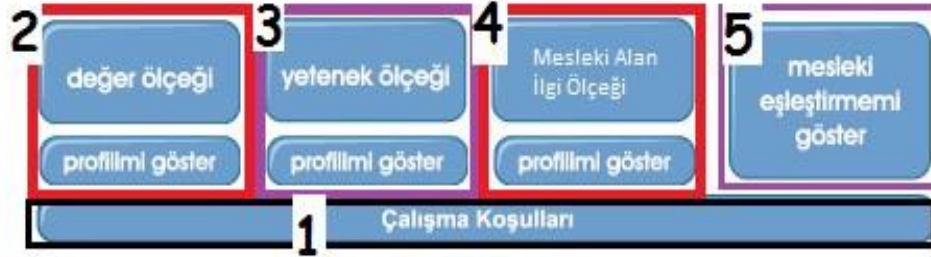 2
değer ölçeği
profilimi göster
3
yetenek ölçeği
profilimi göster
4
Mesleki Alan
İlgi Ölçeği
profilimi göster
5
mesleki
eşleştirmemi
göster
1
Çalışma Koşulları